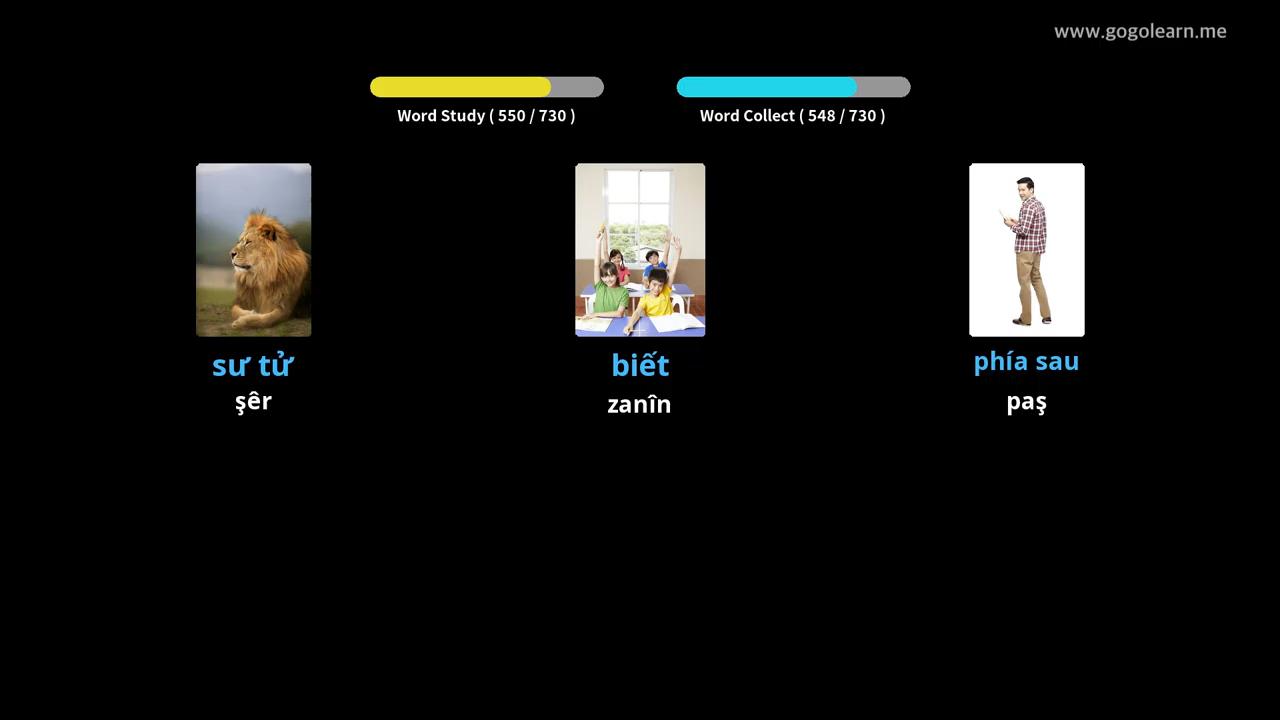 www.gogolearn.me
Word Study ( 550 / 730 )
Word Collect ( 548 / 730 )
sư tử
şêr
biết
zanîn
phía sau
paş